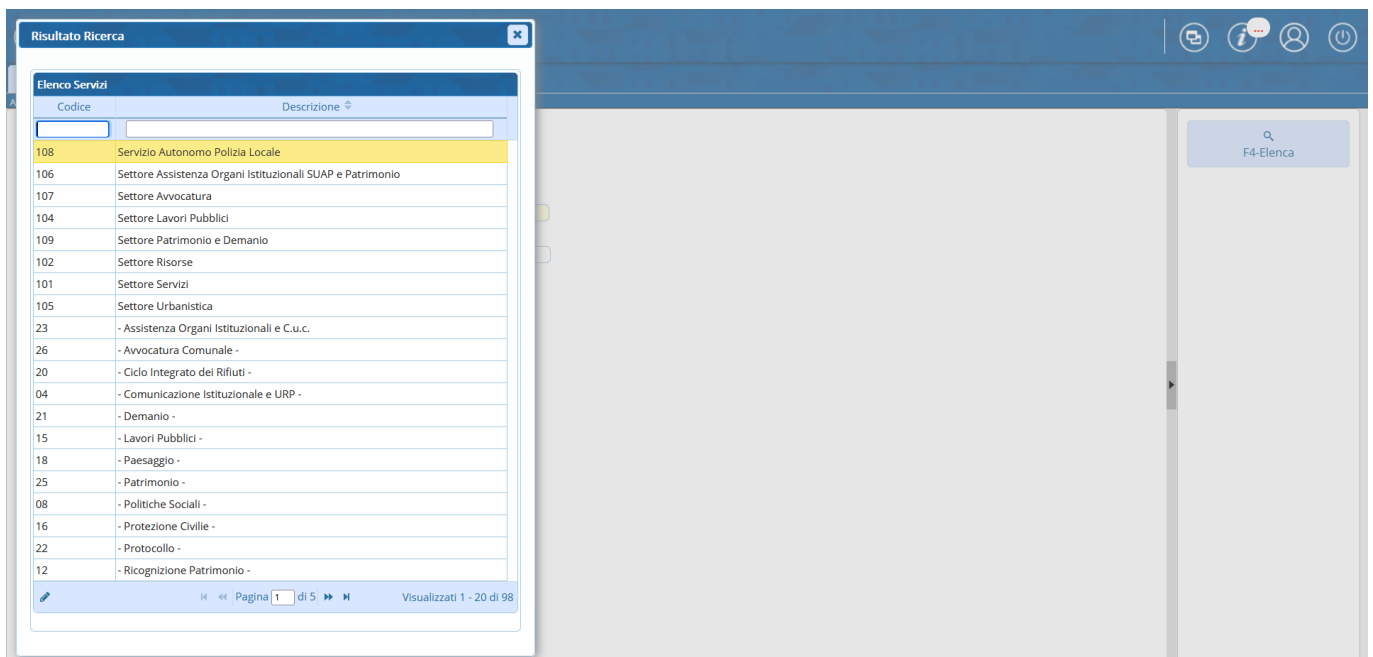 Risultato Ricerca
Elenco Servizi
Codice Descrizione
108 Servizio Autonomo Polizia Locale
106 Settore Assistenza Organi Istituzionali SUAP e Patrimonio
107 Settore Avvocatura
104 Settore Lavori Pubblici
109 Settore Patrimonio e Demanio
102 Settore Risorse
101 Settore Servizi
105 Settore Urbanistica
23 - Assistenza Organi Istituzionali e C.u.c.
26 - Avvocatura Comunale -
20 - Ciclo Integrato dei Rifiuti -
04 - Comunicazione Istituzionale e URP -
21 - Demanio -
15 - Lavori Pubblici -
18 - Paesaggio -
25 - Patrimonio -
08 - Politiche Sociali -
16 - Protezione Civilie -
22 - Protocollo -
12 - Ricognizione Patrimonio -
Pagina 1 di 5 Visualizzati 1 - 20 di 98
F4-Elenca